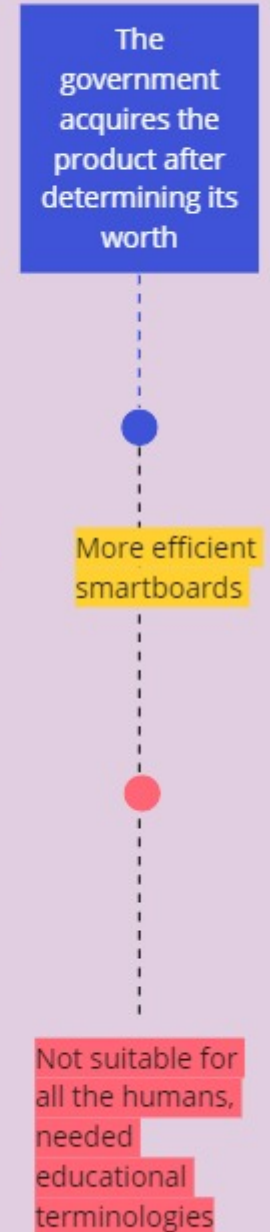 The
government
acquires the
product after
determining its
worth
More efficient
smartboards
Not suitable for
all the humans,
needed
educational
terminologies